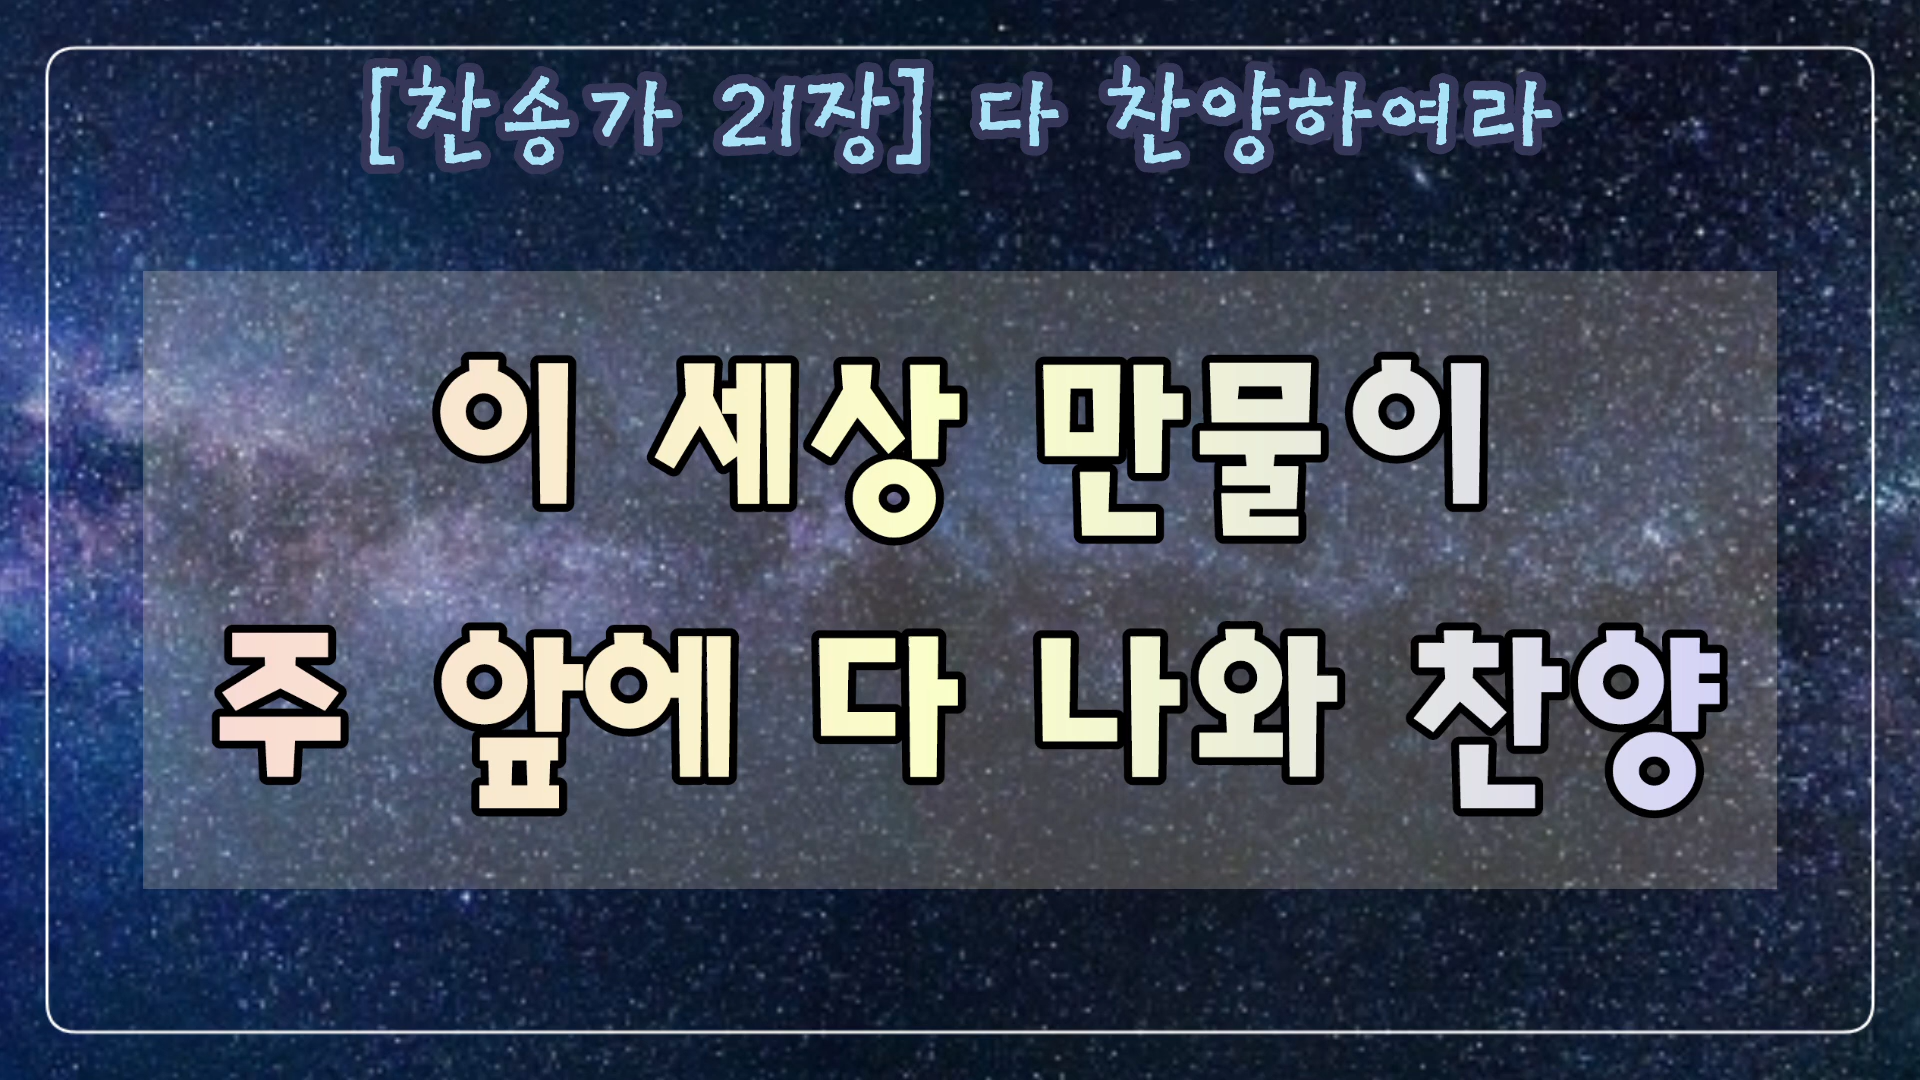 [찬송가 21장] 다 찬양하여라
이 세상 만물이
주 앞에 다 나와 찬양